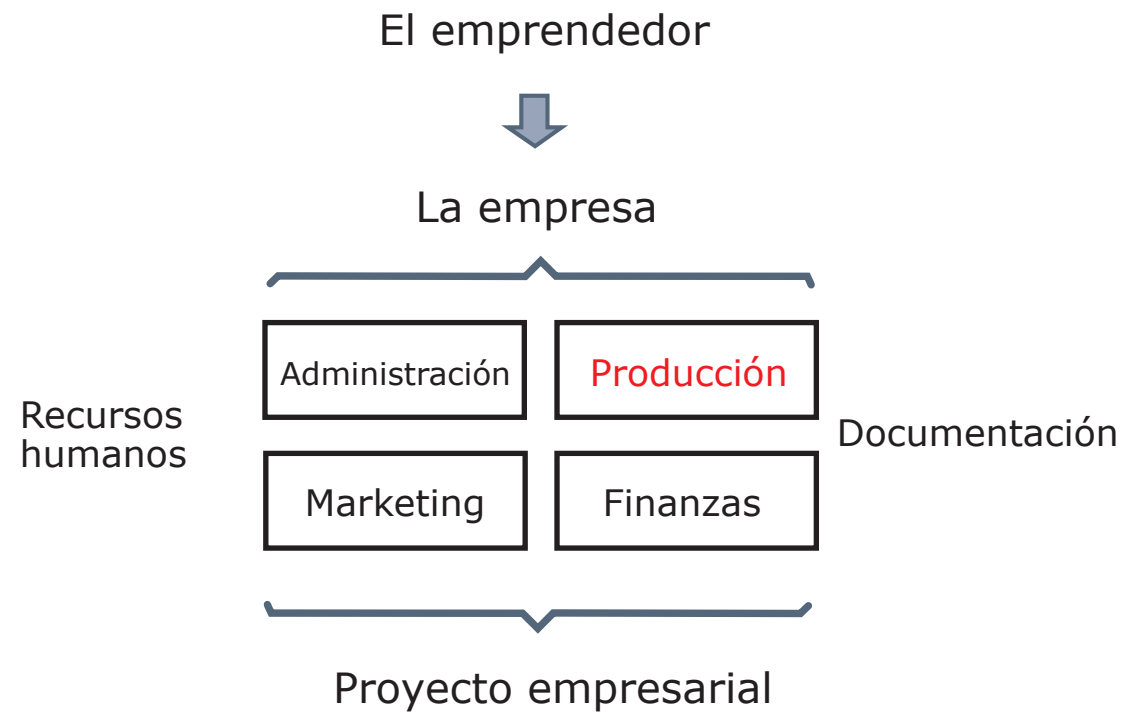 El emprendedor
La empresa
Administración
Producción
Recursos
humanos
Documentación
Marketing
Finanzas
Proyecto empresarial